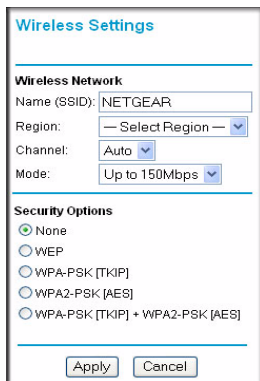 Wireless Settings
Wireless Network
Name (SSID): NETGEAR
Region: — Select Region —
Channel: Auto
Mode: Up to 150Mbps
Security Options
None
WEP
WPA-PSK [TKIP]
WPA2-PSK [AES]
WPA-PSK [TKIP] + WPA2-PSK [AES]
Apply Cancel